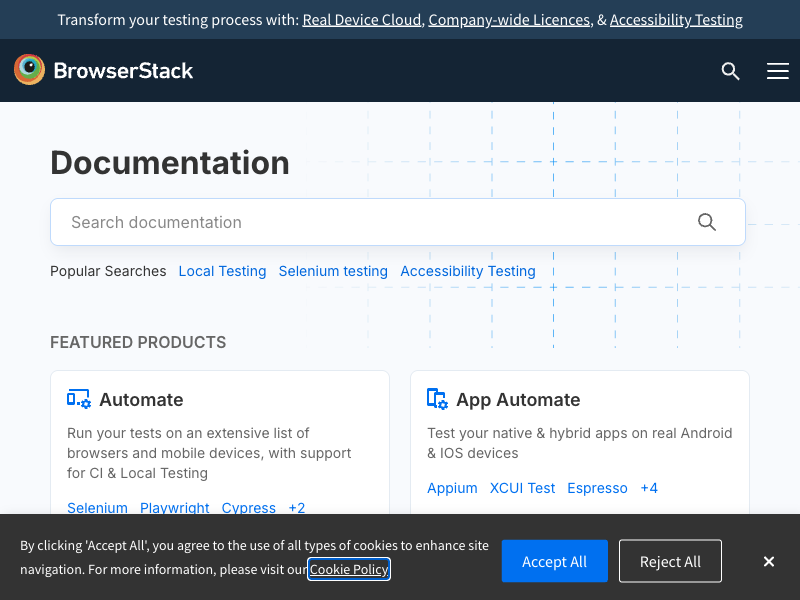 Transform your testing process with: Real Device Cloud, Company-wide Licences, & Accessibility Testing
BrowserStack
Documentation
Search documentation
Popular Searches Local Testing Selenium testing Accessibility Testing
FEATURED PRODUCTS
Automate
Run your tests on an extensive list of
browsers and mobile devices, with support
for CI & Local Testing
Selenium Playwright Cypress +2
App Automate
Test your native & hybrid apps on real Android
& IOS devices
Appium XCUI Test Espresso +4
By clicking 'Accept All', you agree to the use of all types of cookies to enhance site
navigation. For more information, please visit our Cookie Policy
Accept All
Reject All